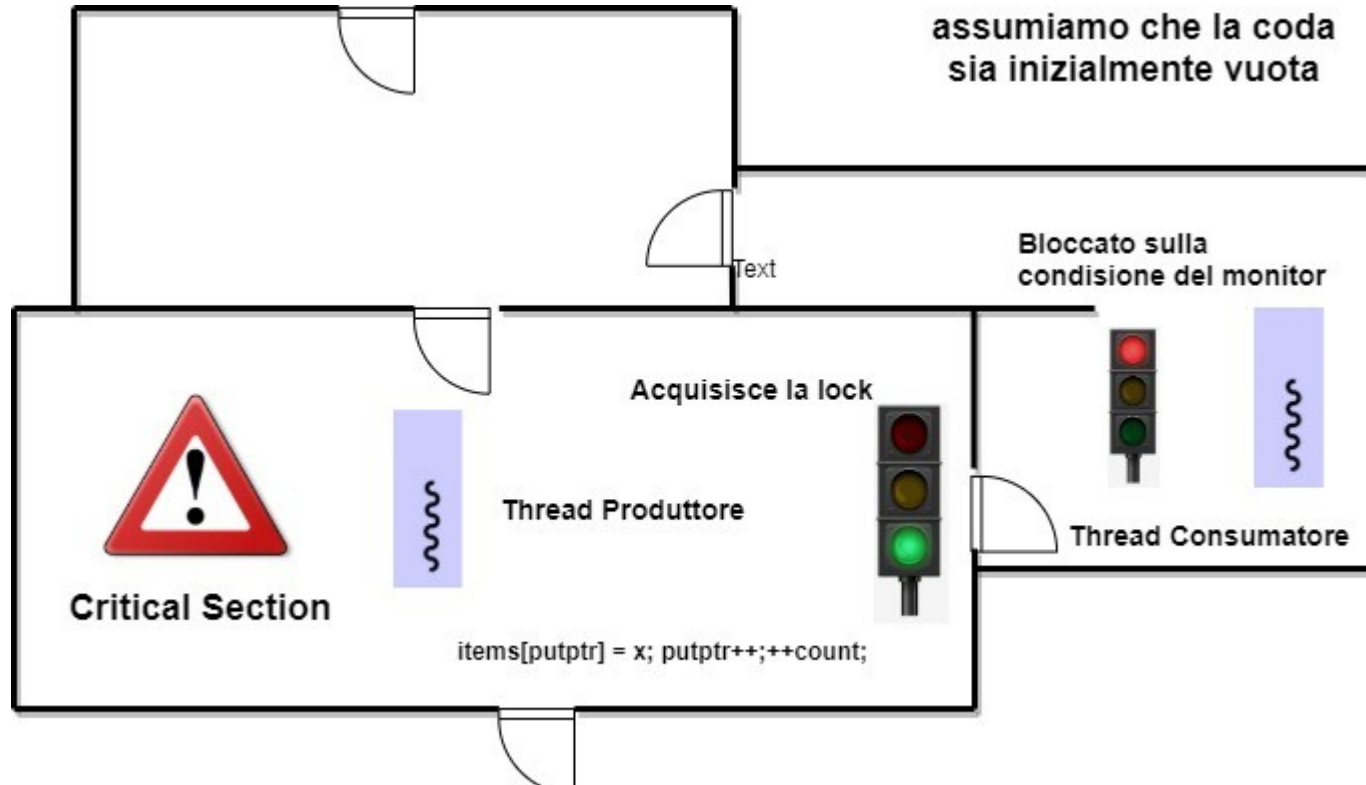 assumiamo che la coda
sia inizialmente vuota
Bloccato sulla
condisione del monitor
Text
Acquisisce la lock
Thread Produttore
Thread Consumatore
Critical Section
items[putptr] = x; putptr++;++count;